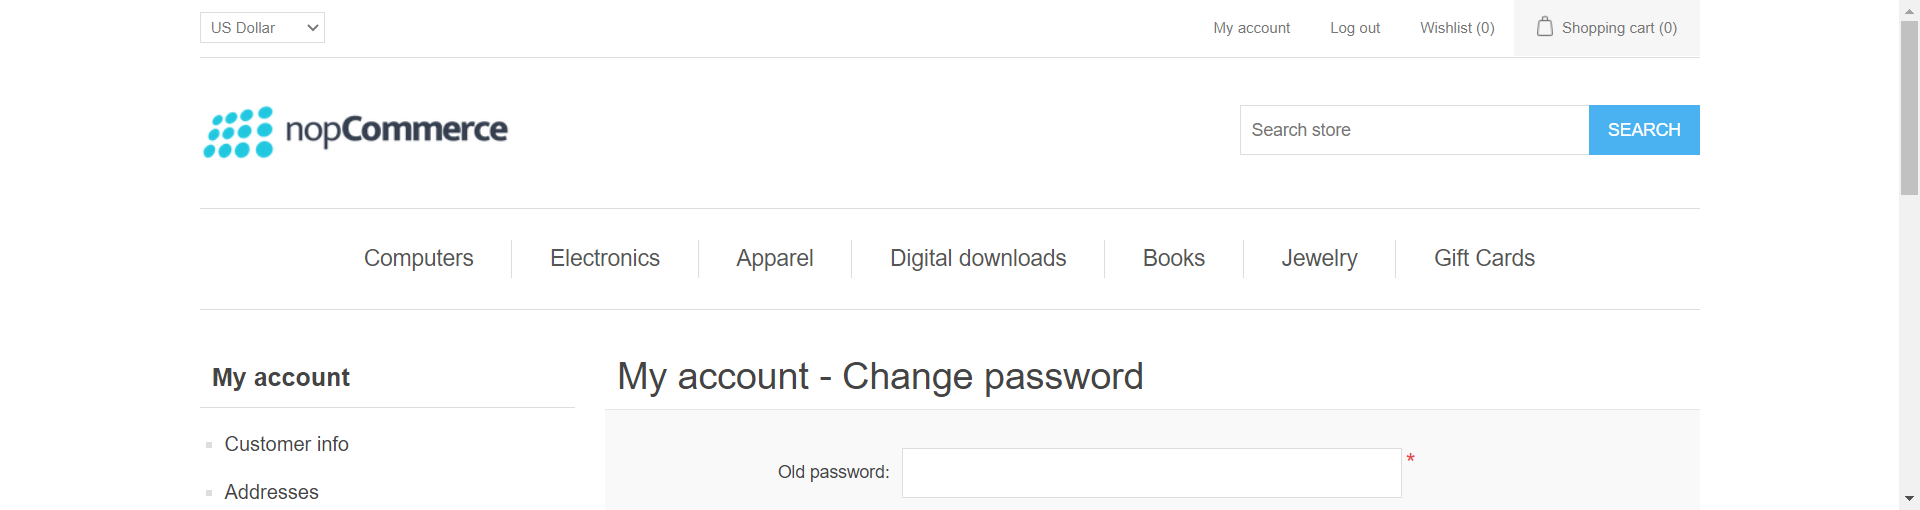 US Dollar
My account
Log out
Wishlist (0)
Shopping cart (0)
nopCommerce
Search store
SEARCH
Computers
Electronics
Apparel
Digital downloads
Books
Jewelry
Gift Cards
My account
Customer info
Addresses
My account - Change password
Old password:
*